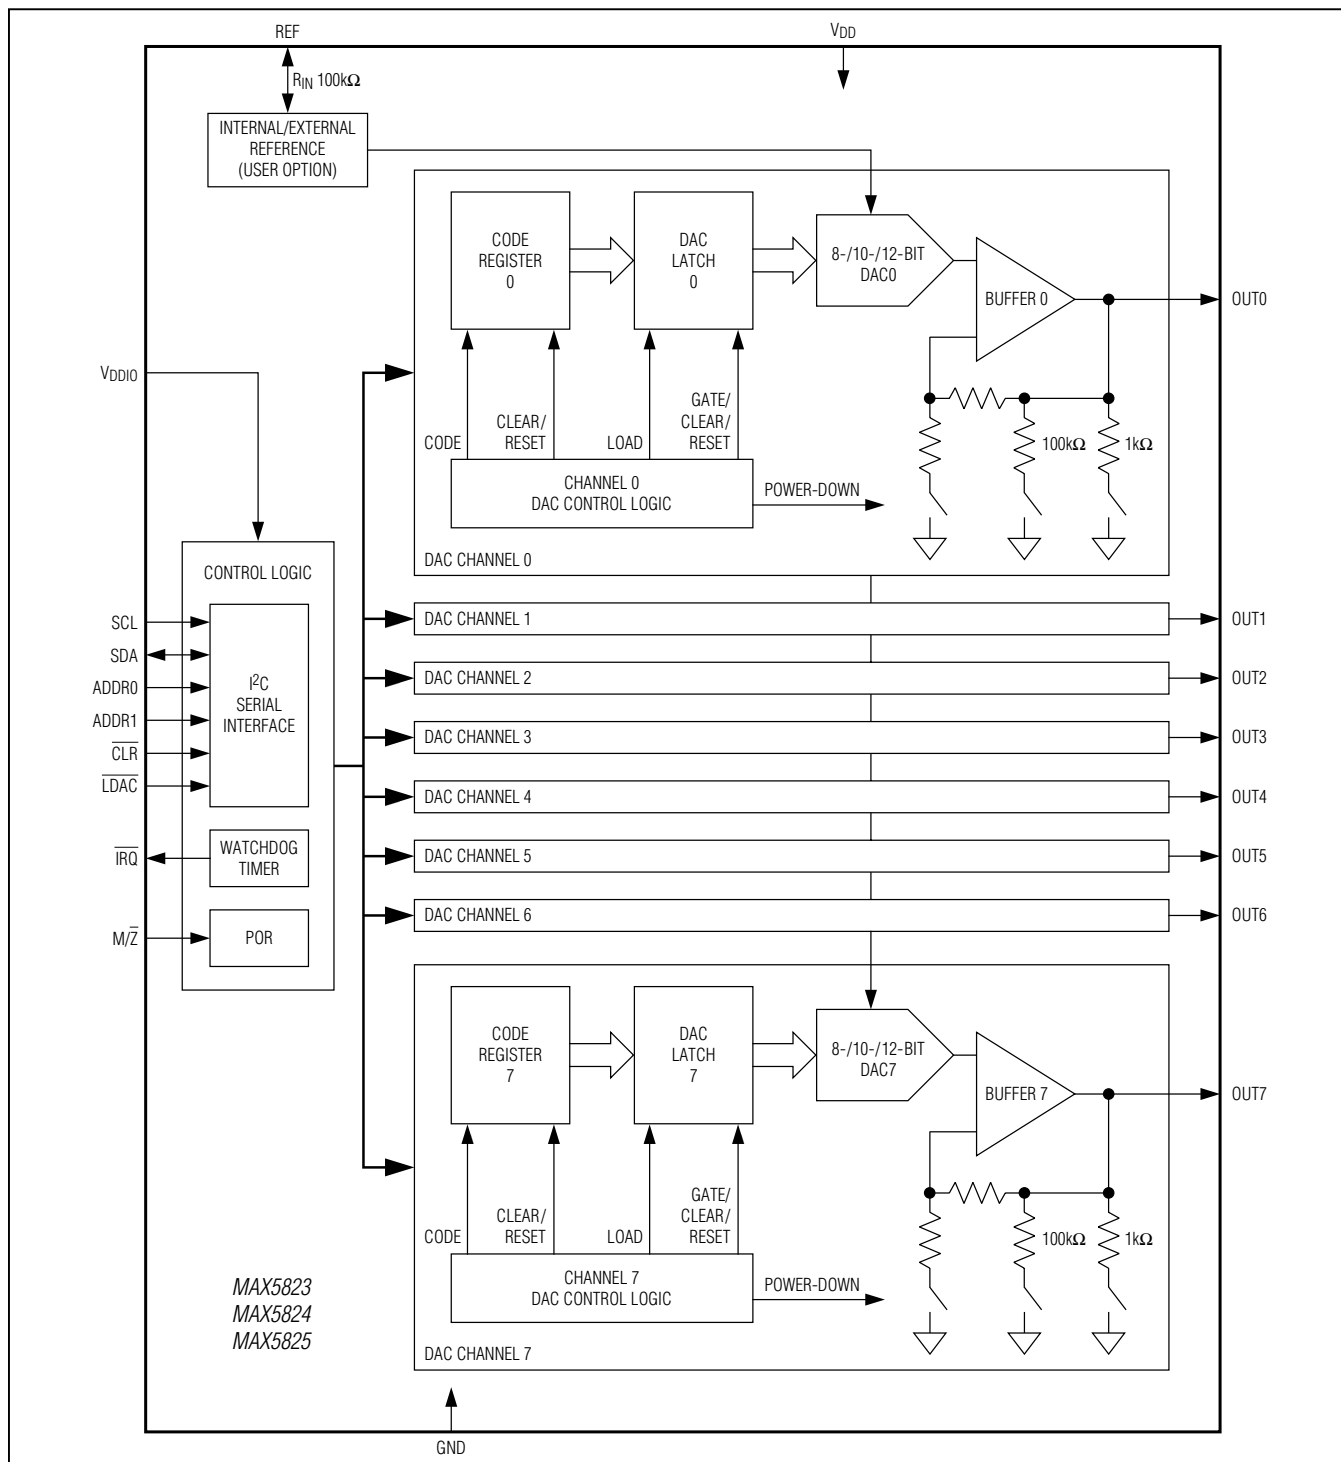 REF
VDD
RIN 100kΩ
INTERNAL/EXTERNAL
REFERENCE
(USER OPTION)
CODE
REGISTER
0
DAC
LATCH
0
8-/10-/12-BIT
DAC0
BUFFER 0
OUT0
VDDIO
CODE
CLEAR/
RESET
LOAD
GATE/
CLEAR/
RESET
100kΩ
1kΩ
CHANNEL 0
DAC CONTROL LOGIC
POWER-DOWN
DAC CHANNEL 0
CONTROL LOGIC
SCL
SDA
ADDR0
ADDR1
CLR
LDAC
I2C
SERIAL
INTERFACE
IRQ
WATCHDOG
TIMER
M/Z
POR
DAC CHANNEL 1
OUT1
DAC CHANNEL 2
OUT2
DAC CHANNEL 3
OUT3
DAC CHANNEL 4
OUT4
DAC CHANNEL 5
OUT5
DAC CHANNEL 6
OUT6
CODE
REGISTER
7
DAC
LATCH
7
8-/10-/12-BIT
DAC7
BUFFER 7
OUT7
CODE
CLEAR/
RESET
LOAD
GATE/
CLEAR/
RESET
100kΩ
1kΩ
CHANNEL 7
DAC CONTROL LOGIC
POWER-DOWN
DAC CHANNEL 7
MAX5823
MAX5824
MAX5825
GND